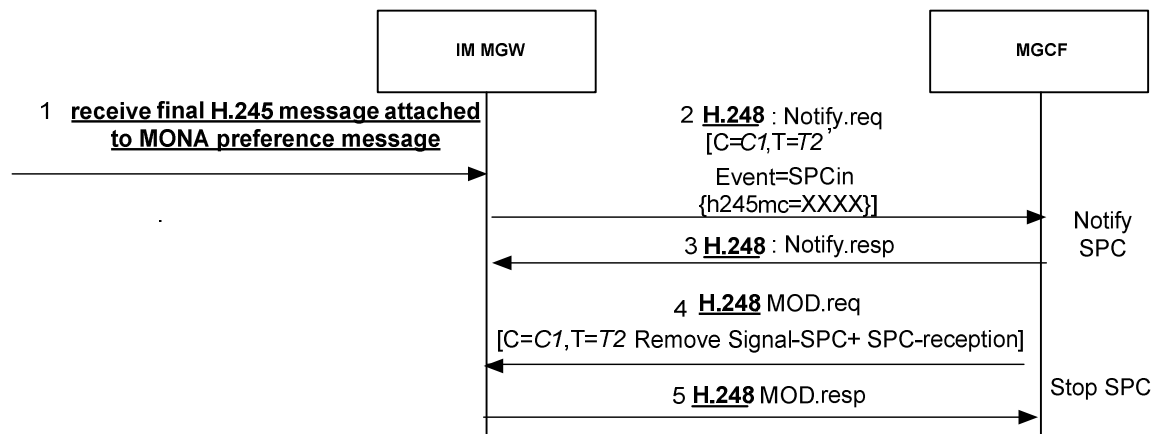 IM MGW
MGCF
1 receive final H.245 message attached
to MONA preference message
2 H.248 : Notify.req
[C=C1,T=T2,
Event=SPCin
{h245mc=XXXX}]
Notify
SPC
3 H.248 : Notify.resp
4 H.248 MOD.req
[C=C1,T=T2 Remove Signal-SPC+ SPC-reception]
Stop SPC
5 H.248 MOD.resp